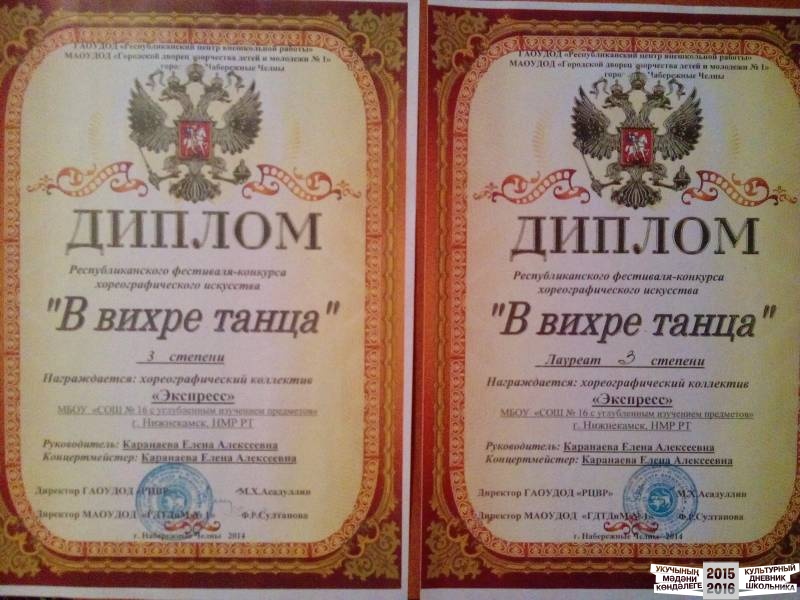 ГАОУДОД «Республиканский центр внешкольной работы»
МАОУДОД «Городской дворец творчества детей и молодежи № 1»
Набережные Челны
ДИПЛОМ
Республиканского фестиваля-конкурса
хореографического искусства
"В вихре танца"
3 степени
Награждается: хореографический коллектив
«Экспресс»
МБОУ «СОШ № 16 с углубленным изучением предметов»
г. Нижнекамск, НМР РТ
Руководитель: Каранаева Елена Алексеевна
Концертмейстер: Каранаева Елена Алексеевна
Директор ГАОУДОД «РЦВР» М.Х.Асадуллин
Директор МАОУДОД «ГДТДиМ № 1» Ф.Р.Султанова
г. Набережные Челны 2014
ГАОУДОД «Республиканский центр внешкольной работы»
МАОУДОД «Городской дворец творчества детей и молодежи № 1»
Набережные Челны
ДИПЛОМ
Республиканского фестиваля-конкурса
хореографического искусства
"В вихре танца"
Лауреат 3 степени
Награждается: хореографический коллектив
«Экспресс»
МБОУ «СОШ № 16 с углубленным изучением предметов»
г. Нижнекамск, НМР РТ
Руководитель: Каранаева Елена Алексеевна
Концертмейстер: Каранаева Елена Алексеевна
Директор ГАОУДОД «РЦВР» М.Х.Асадуллин
Директор МАОУДОД «ГДТДиМ № 1» Ф.Р.Султанова
г. Набережные Челны 2014
УКУЧЫНЫҢ
МӘДӘНИ
КӨНДӘЛЕГЕ
2015
2016
КУЛЬТУРНЫЙ
ДНЕВНИК
ШКОЛЬНИКА